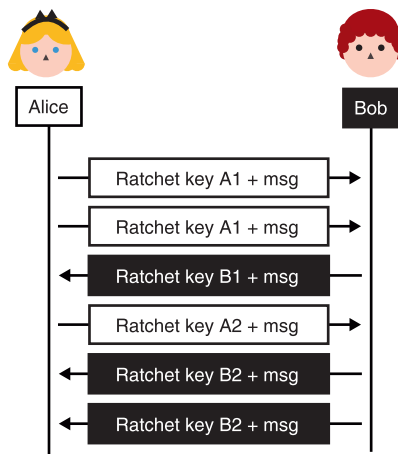 Alice
Bob
Ratchet key A1 + msg
Ratchet key A1 + msg
Ratchet key B1 + msg
Ratchet key A2 + msg
Ratchet key B2 + msg
Ratchet key B2 + msg